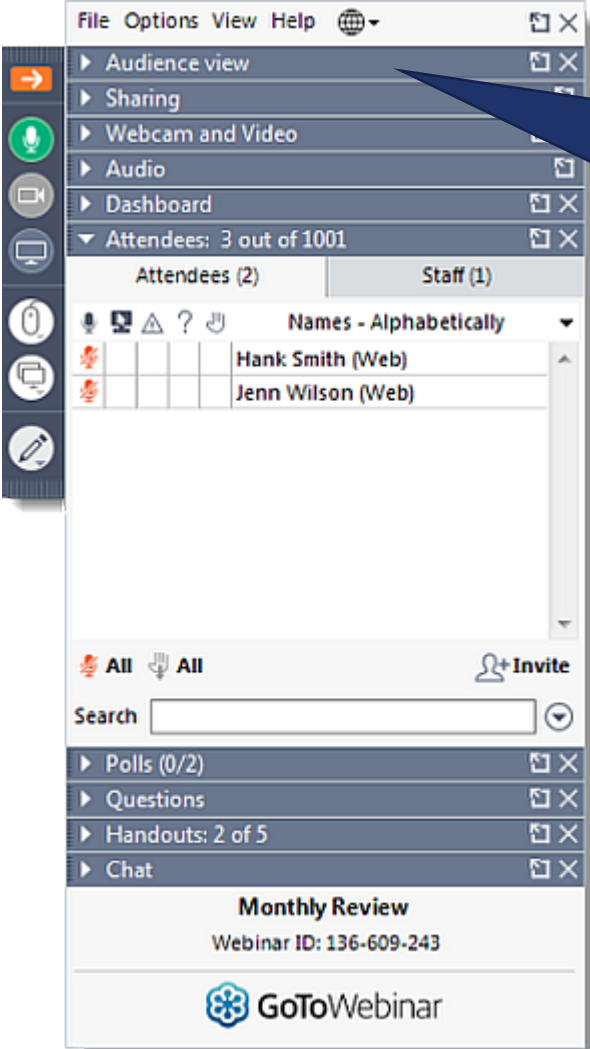 File Options View Help
Audience view
Sharing
Webcam and Video
Audio
Dashboard
Attendees: 3 out of 1001
Attendees (2) Staff (1)
? Names - Alphabetically
Hank Smith (Web)
Jenn Wilson (Web)
All All Invite
Search
Polls (0/2)
Questions
Handouts: 2 of 5
Chat
Monthly Review
Webinar ID: 136-609-243
GoToWebinar